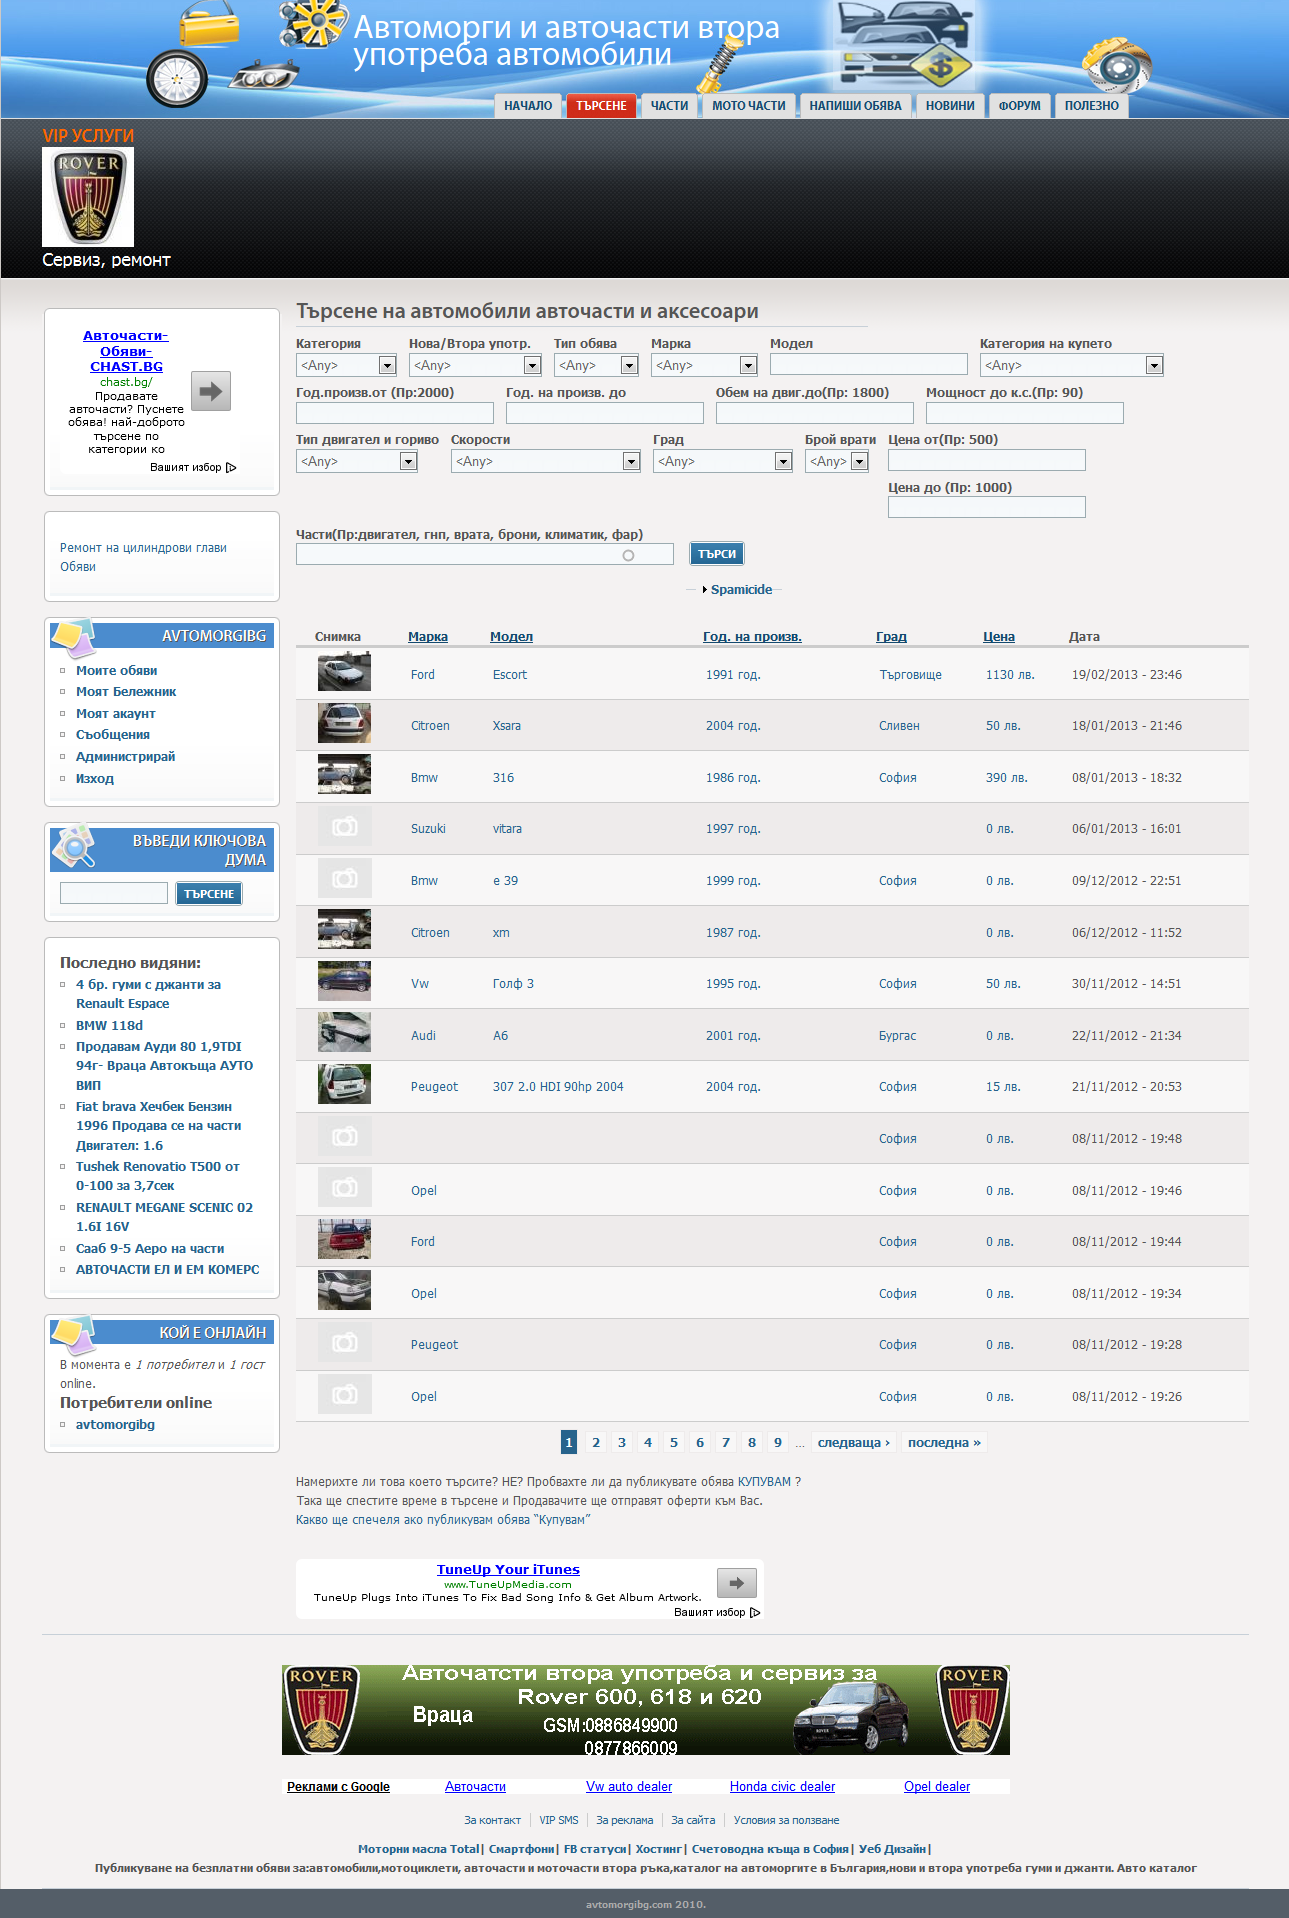 Автоморги и авточасти втора
употреба автомобили
НАЧАЛО ТЪРСЕНЕ ЧАСТИ МОТО ЧАСТИ НАПИШИ ОБЯВА НОВИНИ ФОРУМ ПОЛЕЗНО
VIP УСЛУГИ
ROVER
Сервиз, ремонт
Авточасти-
Обяви-
CHAST.BG
chast.bg/
Продавате
авточасти? Пуснете
обява! най-доброто
търсене по
категории ко
Вашият избор
Ремонт на цилиндрови глави
Обяви
AVTOMORGIBG
Моите обяви
Моят Бележник
Моят акаунт
Съобщения
Администрирай
Изход
ВЪВЕДИ КЛЮЧОВА
ДУМА
ТЪРСЕНЕ
Последно видяни:
4 бр. гуми с джанти за
Renault Espace
BMW 118d
Продавам Ауди 80 1,9TDI
94г- Враца Автокъща АУТО
ВИП
Fiat brava Хечбек Бензин
1996 Продава се на части
Двигател: 1.6
Tushek Renovatio T500 от
0-100 за 3,7сек
RENAULT MEGANE SCENIC 02
1.6I 16V
Сааб 9-5 Аеро на части
АВТОЧАСТИ ЕЛ И ЕМ КОМЕРС
КОЙ Е ОНЛАЙН
В момента е 1 потребител и 1 гост
online.
Потребители online
avtomorgibg
Търсене на автомобили авточасти и аксесоари
Категория Нова/Втора употр. Тип обява Марка Модел Категория на купето
<Any> <Any> <Any> <Any> <Any>
Год.произв.от (Пр:2000) Год. на произв. до Обем на двиг.до(Пр: 1800) Мощност до к.с.(Пр: 90)
Тип двигател и гориво Скорости Град Брой врати Цена от(Пр: 500)
<Any> <Any> <Any> <Any>
Цена до (Пр: 1000)
Части(Пр:двигател, гнп, врата, брони, климатик, фар)
ТЪРСИ
Spamicide
Снимка Марка Модел Год. на произв. Град Цена Дата
Ford Escort 1991 год. Търговище 1130 лв. 19/02/2013 - 23:46
Citroen Xsara 2004 год. Сливен 50 лв. 18/01/2013 - 21:46
Bmw 316 1986 год. София 390 лв. 08/01/2013 - 18:32
Suzuki vitara 1997 год. 0 лв. 06/01/2013 - 16:01
Bmw е 39 1999 год. София 0 лв. 09/12/2012 - 22:51
Citroen xm 1987 год. 0 лв. 06/12/2012 - 11:52
Vw Голф 3 1995 год. София 50 лв. 30/11/2012 - 14:51
Audi A6 2001 год. Бургас 0 лв. 22/11/2012 - 21:34
Peugeot 307 2.0 HDI 90hp 2004 2004 год. София 15 лв. 21/11/2012 - 20:53
София 0 лв. 08/11/2012 - 19:48
Opel София 0 лв. 08/11/2012 - 19:46
Ford София 0 лв. 08/11/2012 - 19:44
Opel София 0 лв. 08/11/2012 - 19:34
Peugeot София 0 лв. 08/11/2012 - 19:28
Opel София 0 лв. 08/11/2012 - 19:26
1 2 3 4 5 6 7 8 9 … следваща › последна »
Намерихте ли това което търсите? НЕ? Пробвахте ли да публикувате обява КУПУВАМ ?
Така ще спестите време в търсене и Продавачите ще отправят оферти към Вас.
Какво ще спечеля ако публикувам обява “Купувам”
TuneUp Your iTunes
www.TuneUpMedia.com
TuneUp Plugs Into iTunes To Fix Bad Song Info & Get Album Artwork.
Вашият избор
ROVER Авточатсти втора употреба и сервиз за ROVER
Rover 600, 618 и 620
Враца
GSM:0886849900
0877866009
Реклами с Google Авточасти Vw auto dealer Honda civic dealer Opel dealer
За контакт VIP SMS За реклама За сайта Условия за ползване
Моторни масла Total| Смартфони| FB статуси| Хостинг| Счетоводна къща в София| Уеб Дизайн|
Публикуване на безплатни обяви за:автомобили,мотоциклети, авточасти и моточасти втора ръка,каталог на автоморгите в България,нови и втора употреба гуми и джанти. Авто каталог
avtomorgibg.com 2010.